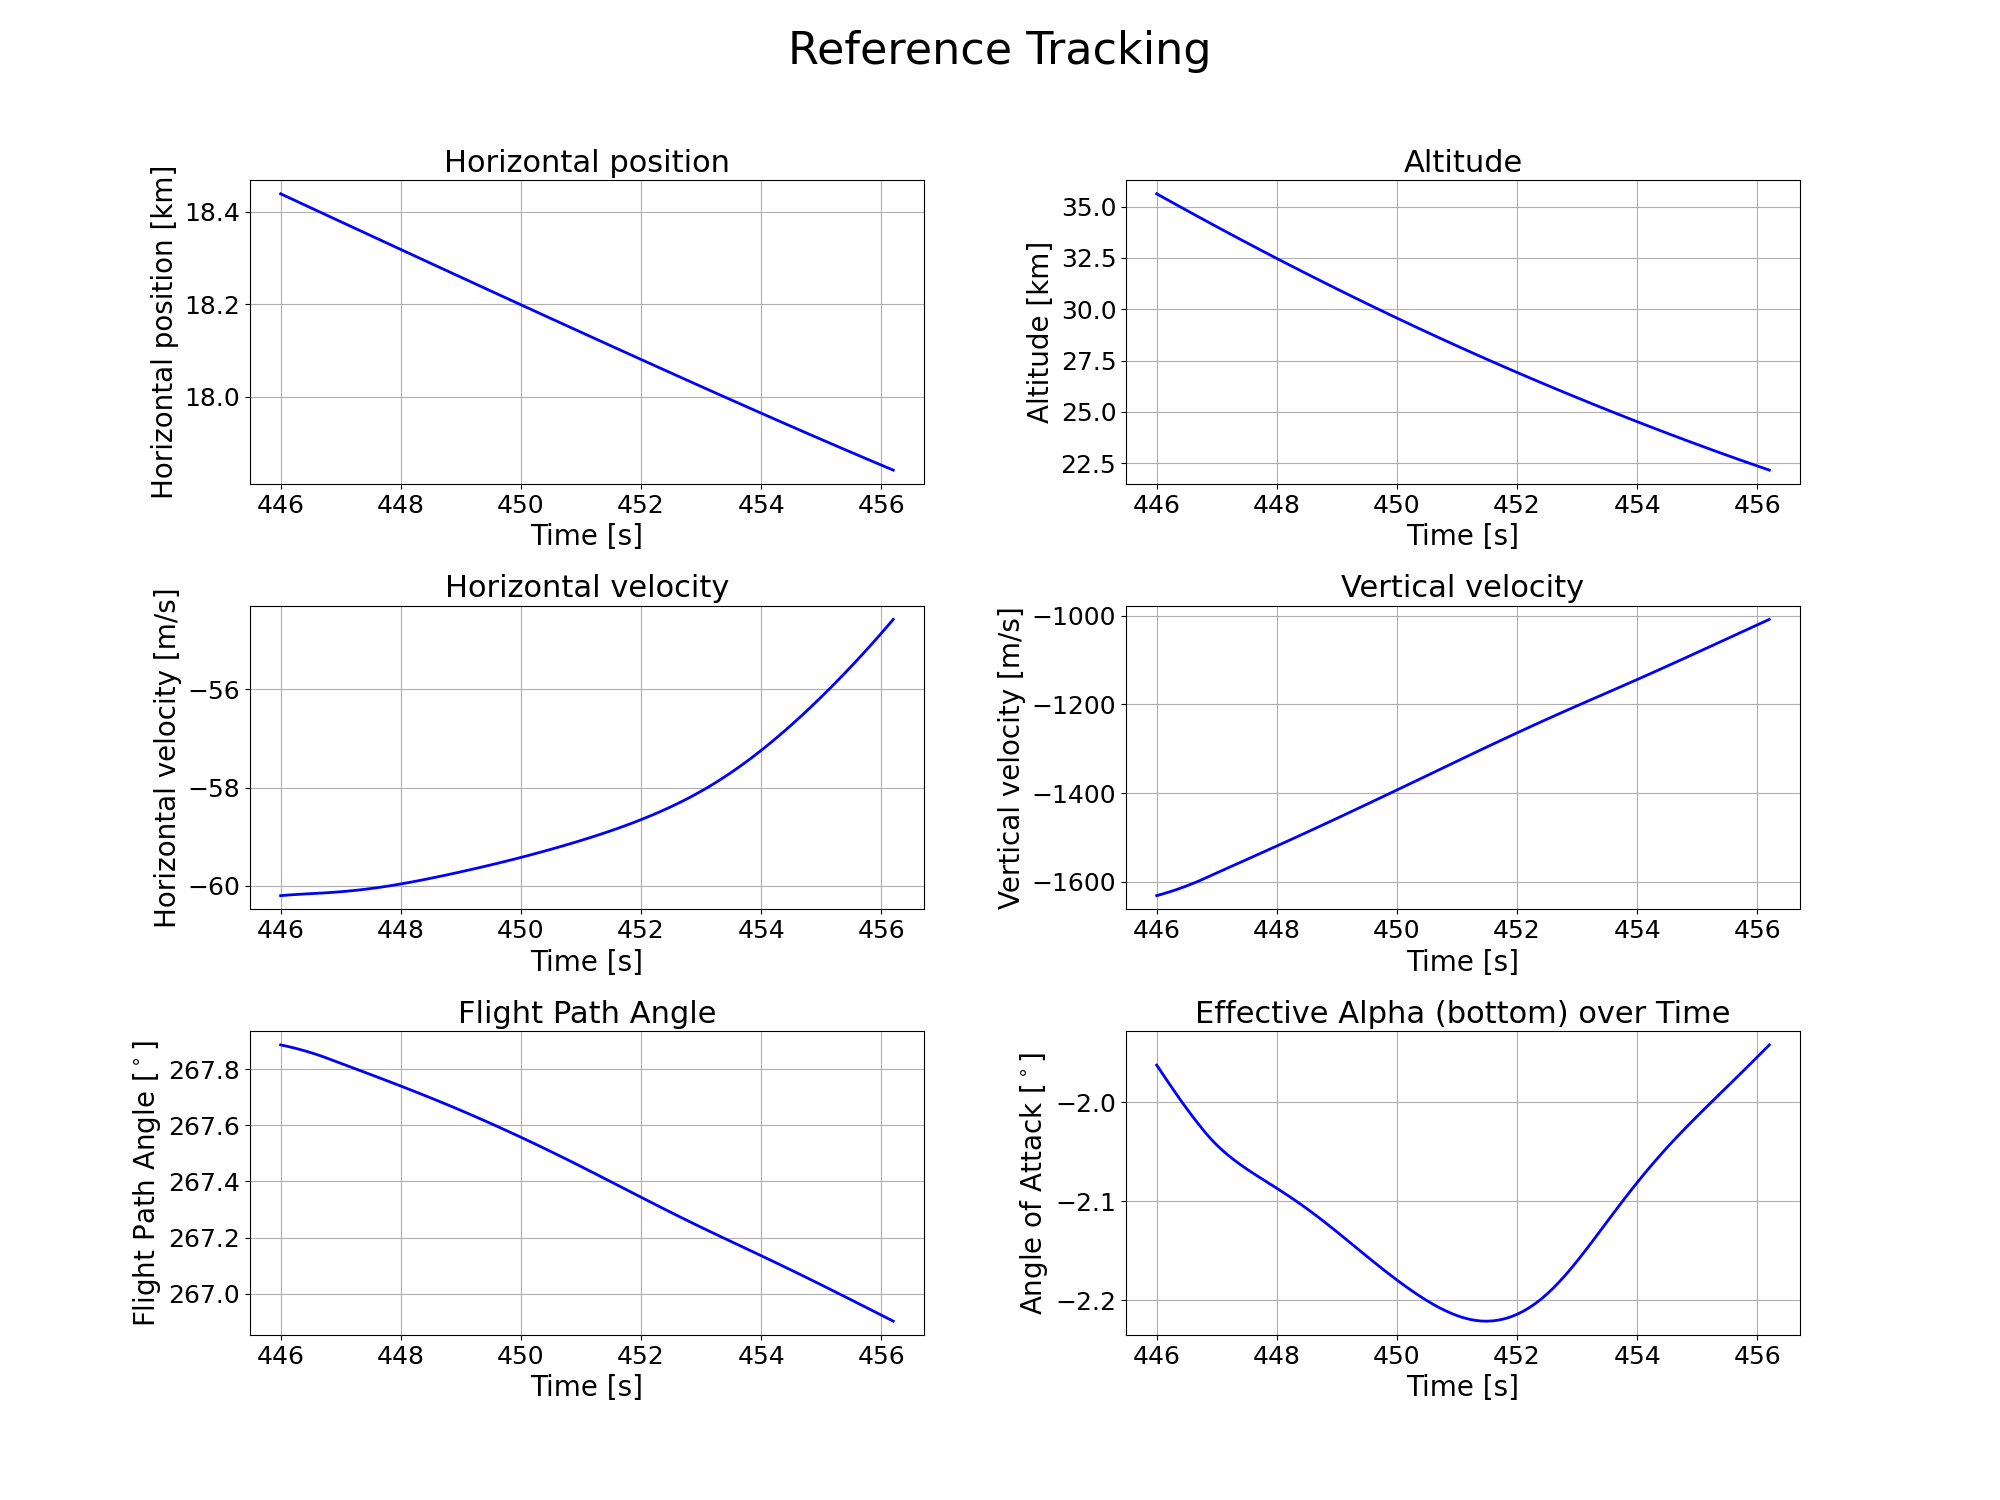 Reference Tracking
Horizontal position
Horizontal position [km]
18.4
18.2
18.0
446 448 450 452 454 456
Time [s]
Altitude
Altitude [km]
35.0
32.5
30.0
27.5
25.0
22.5
446 448 450 452 454 456
Time [s]
Horizontal velocity
Horizontal velocity [m/s]
−56
−58
−60
446 448 450 452 454 456
Time [s]
Vertical velocity
Vertical velocity [m/s]
−1000
−1200
−1400
−1600
446 448 450 452 454 456
Time [s]
Flight Path Angle
Flight Path Angle [°]
267.8
267.6
267.4
267.2
267.0
446 448 450 452 454 456
Time [s]
Effective Alpha (bottom) over Time
Angle of Attack [°]
−2.0
−2.1
−2.2
446 448 450 452 454 456
Time [s]